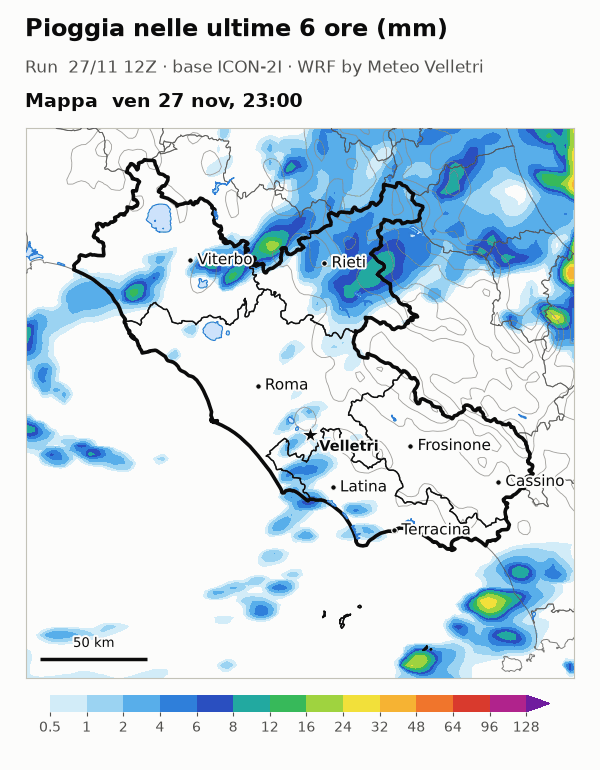 Pioggia nelle ultime 6 ore (mm)
Run  27/11 12Z · base ICON-2I · WRF by Meteo Velletri
Mappa  ven 27 nov, 23:00
Viterbo
Rieti
Roma
Velletri
Frosinone
Latina
Cassino
Terracina
50 km
0.5 1 2 4 6 8 12 16 24 32 48 64 96 128